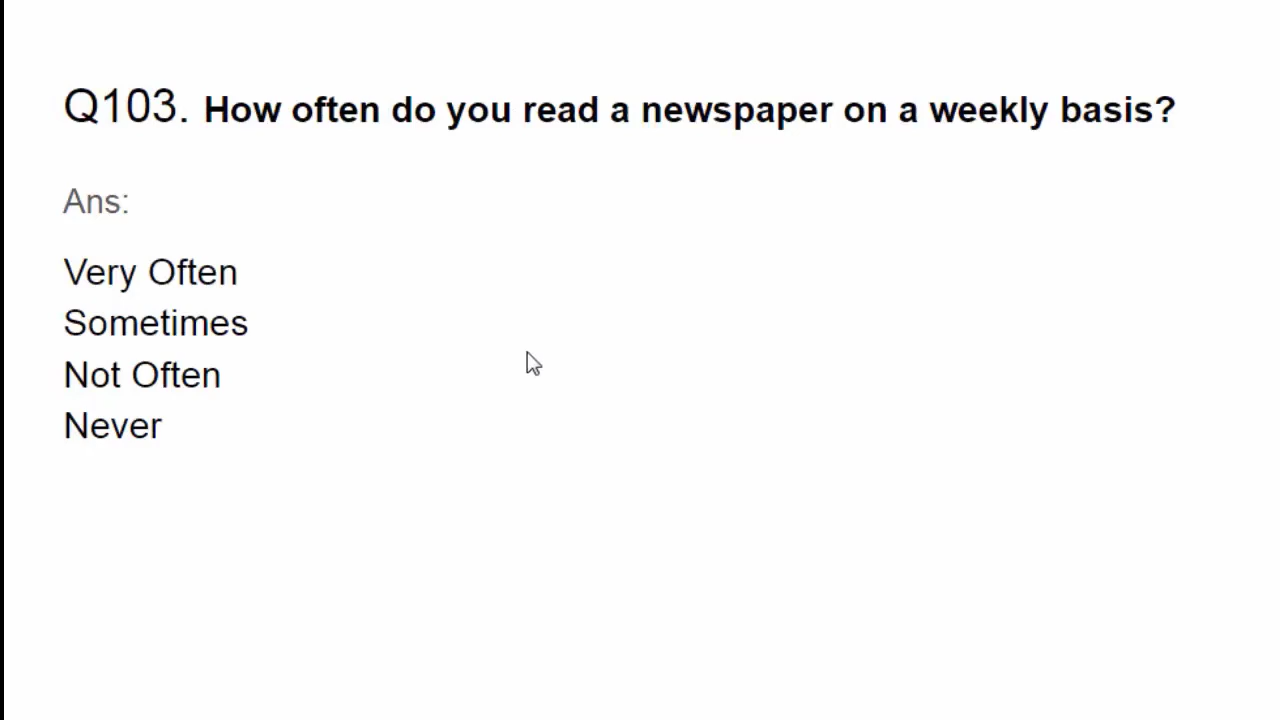 Q103. How often do you read a newspaper on a weekly basis?
Ans:
Very Often
Sometimes
Not Often
Never